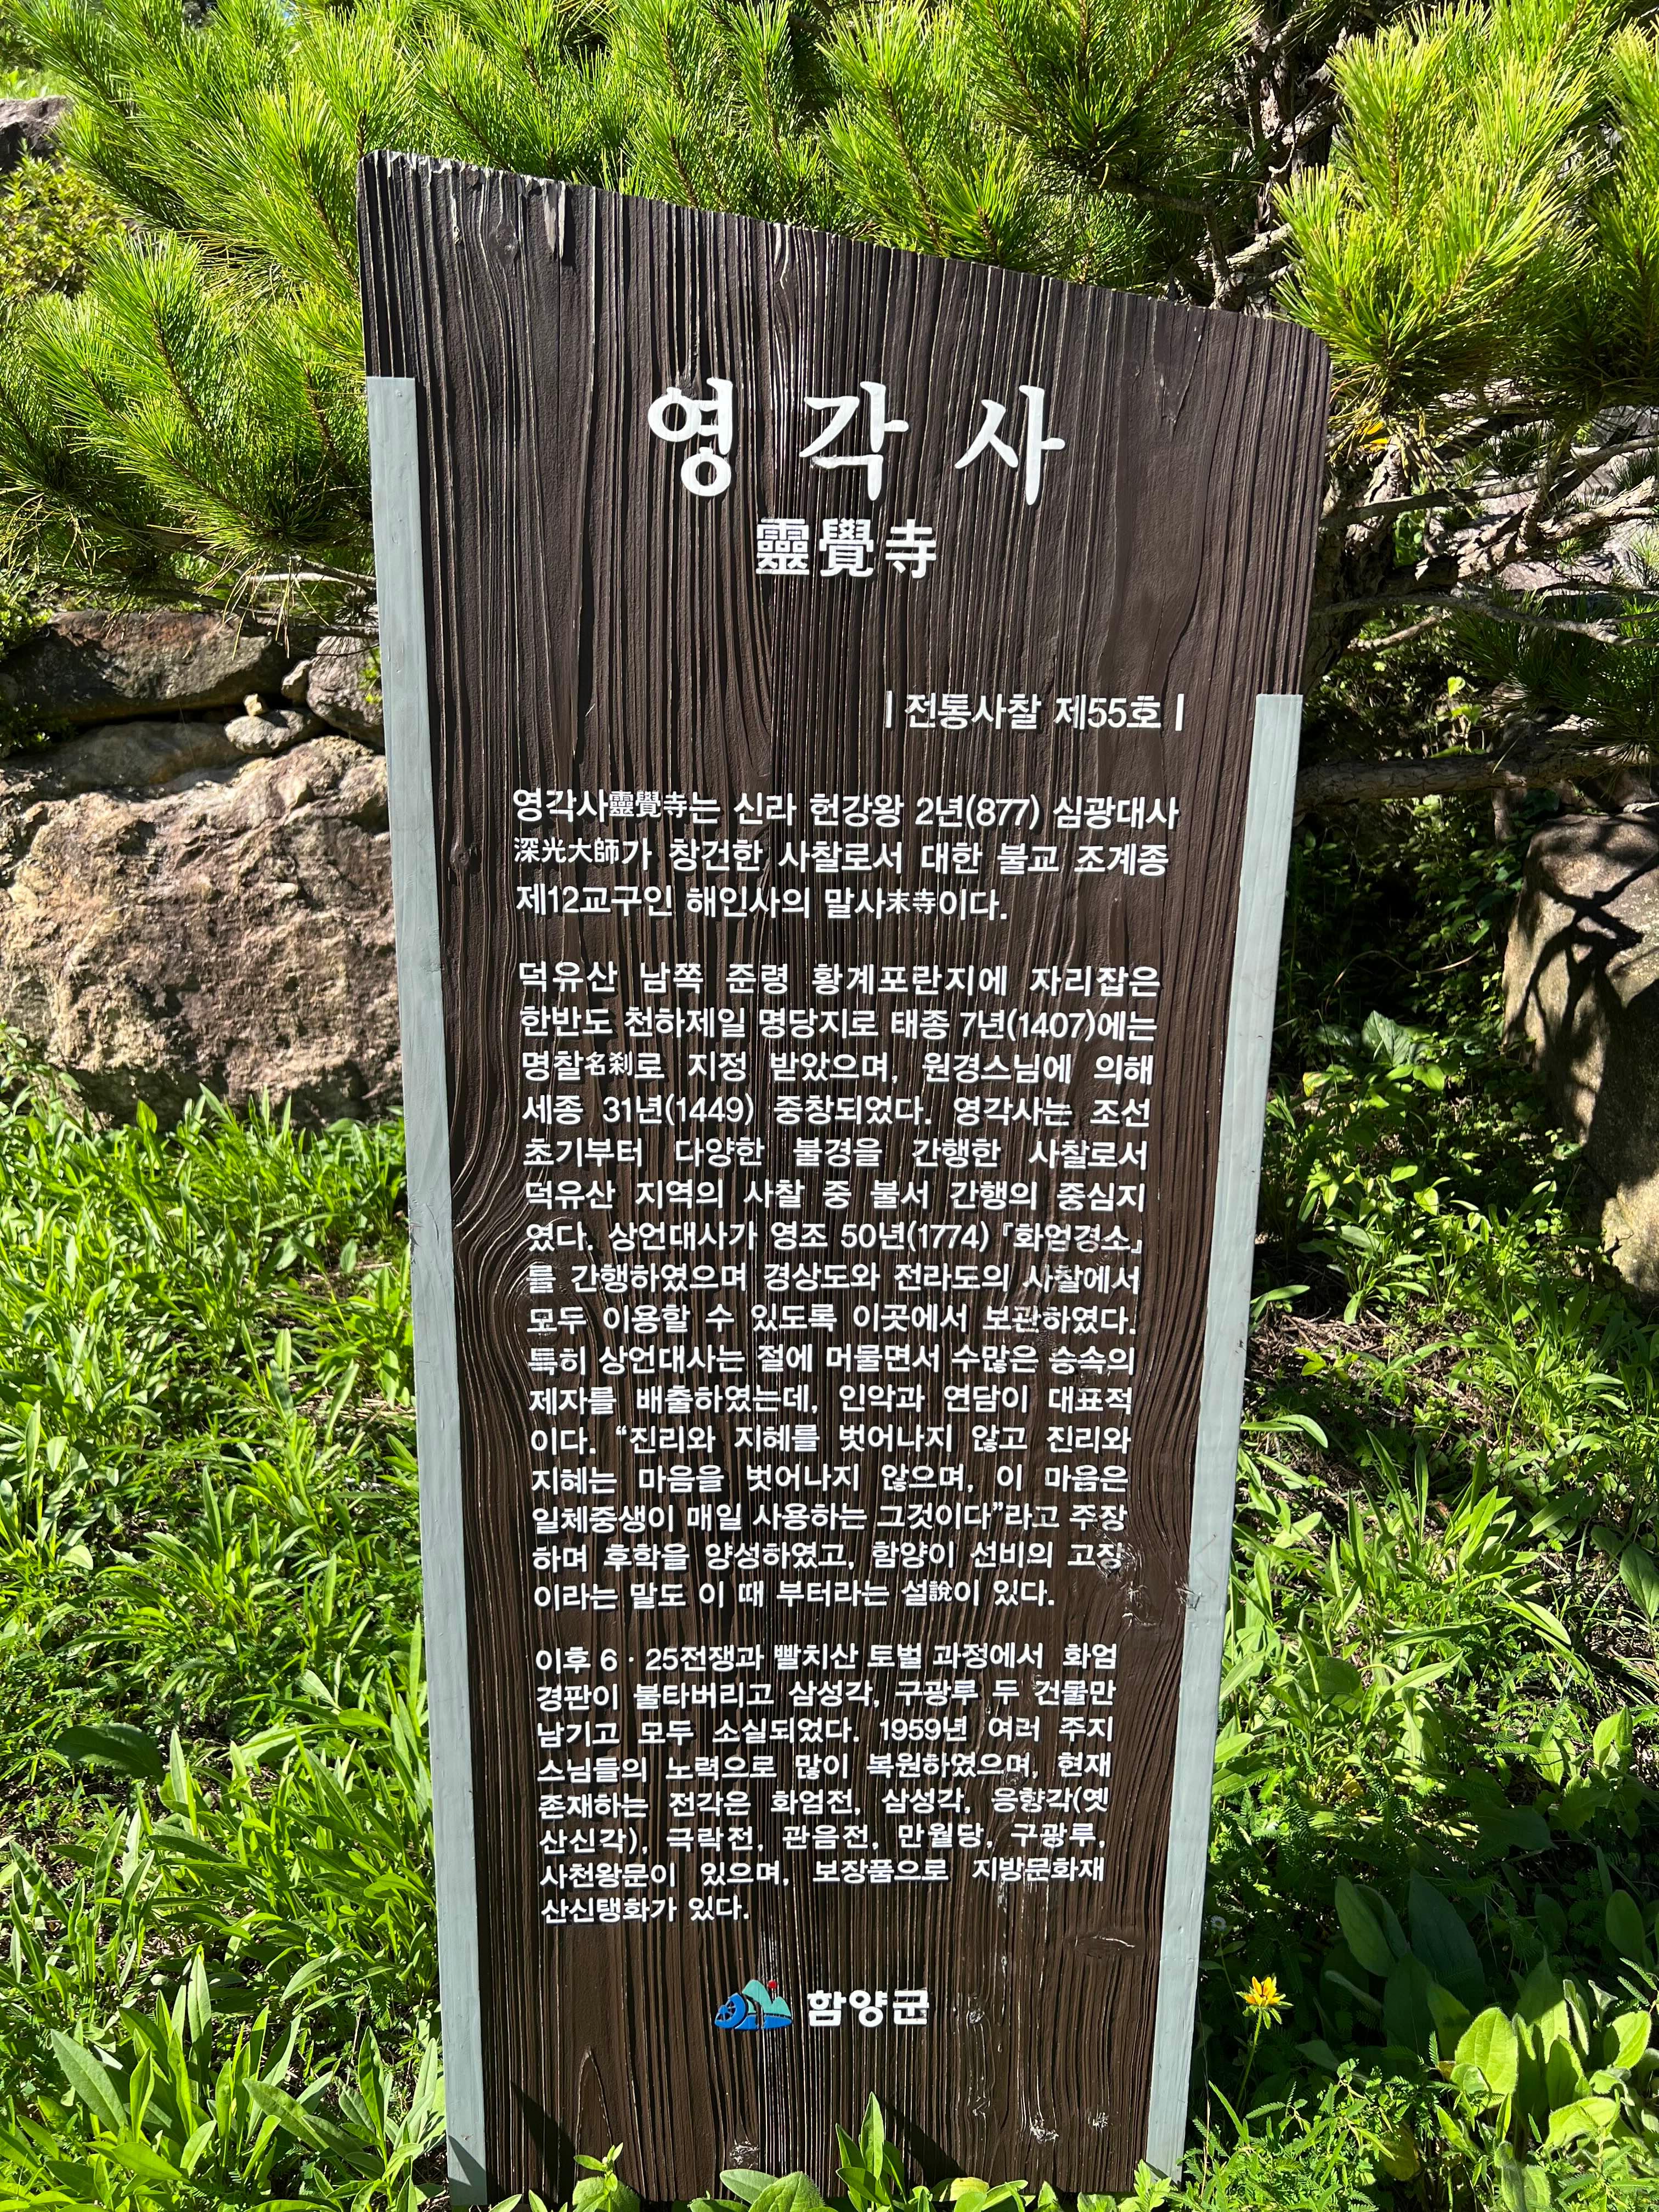 영각사
靈覺寺
| 전통사찰 제55호 |
영각사靈覺寺는 신라 헌강왕 2년(877) 심광대사
深光大師가 창건한 사찰로서 대한 불교 조계종
제12교구인 해인사의 말사末寺이다.
덕유산 남쪽 준령 황계포란지에 자리잡은
한반도 천하제일 명당지로 태종 7년(1407)에는
명찰名刹로 지정 받았으며, 원경스님에 의해
세종 31년(1449) 중창되었다. 영각사는 조선
초기부터 다양한 불경을 간행한 사찰로서
덕유산 지역의 사찰 중 불서 간행의 중심지
였다. 상언대사가 영조 50년(1774) 『화엄경소』
를 간행하였으며 경상도와 전라도의 사찰에서
모두 이용할 수 있도록 이곳에서 보관하였다.
특히 상언대사는 절에 머물면서 수많은 승속의
제자를 배출하였는데, 인악과 연담이 대표적
이다. “진리와 지혜를 벗어나지 않고 진리와
지혜는 마음을 벗어나지 않으며, 이 마음은
일체중생이 매일 사용하는 그것이다”라고 주장
하며 후학을 양성하였고, 함양이 선비의 고장
이라는 말도 이 때 부터라는 설說이 있다.
이후 6·25전쟁과 빨치산 토벌 과정에서 화엄
경판이 불타버리고 삼성각, 구광루 두 건물만
남기고 모두 소실되었다. 1959년 여러 주지
스님들의 노력으로 많이 복원하였으며, 현재
존재하는 전각은 화엄전, 삼성각, 응향각(옛
산신각), 극락전, 관음전, 만월당, 구광루,
사천왕문이 있으며, 보장품으로 지방문화재
산신탱화가 있다.
함양군